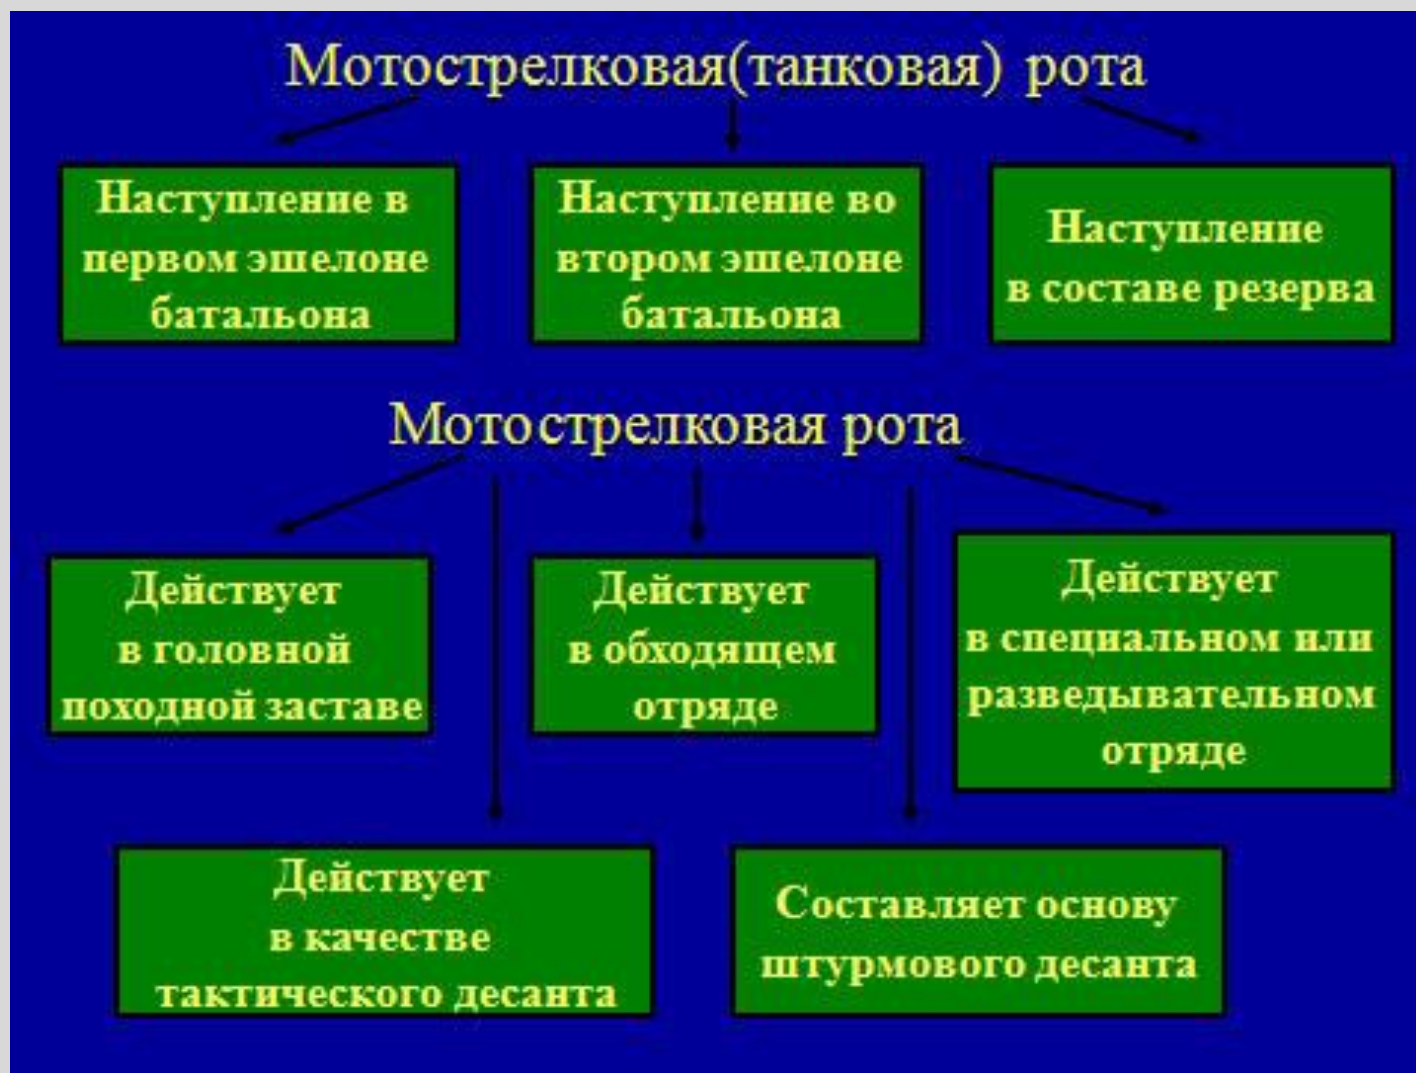 Мотострелковая(танковая) рота
Наступление в
первом эшелоне
батальона
Наступление во
втором эшелоне
батальона
Наступление
в составе резерва
Мотострелковая рота
Действует
в головной
походной заставе
Действует
в обходящем
отряде
Действует
в специальном или
разведывательном
отряде
Действует
в качестве
тактического десанта
Составляет основу
штурмового десанта